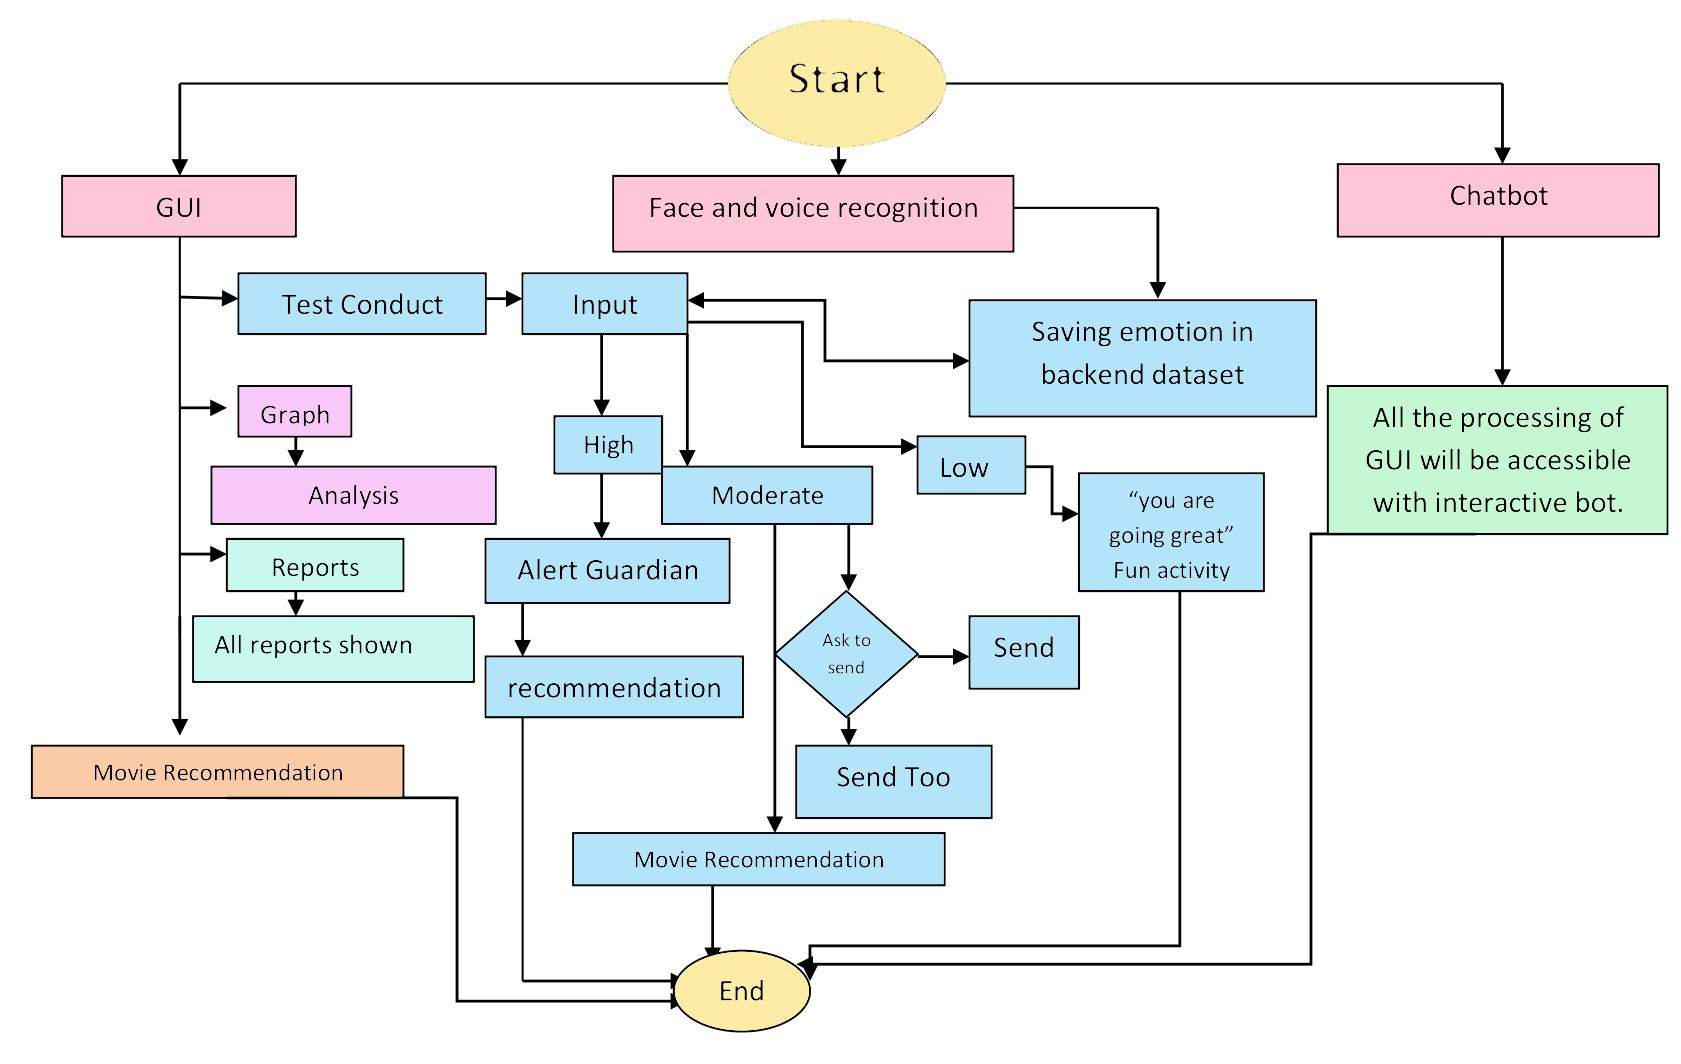 Start
GUI
Face and voice recognition
Chatbot
Test Conduct
Input
Saving emotion in
backend dataset
Graph
Analysis
High
Moderate
Low
"you are
going great"
Fun activity
All the processing of
GUI will be accessible
with interactive bot.
Reports
All reports shown
Alert Guardian
recommendation
Ask to
send
Send
Send Too
Movie Recommendation
Movie Recommendation
End